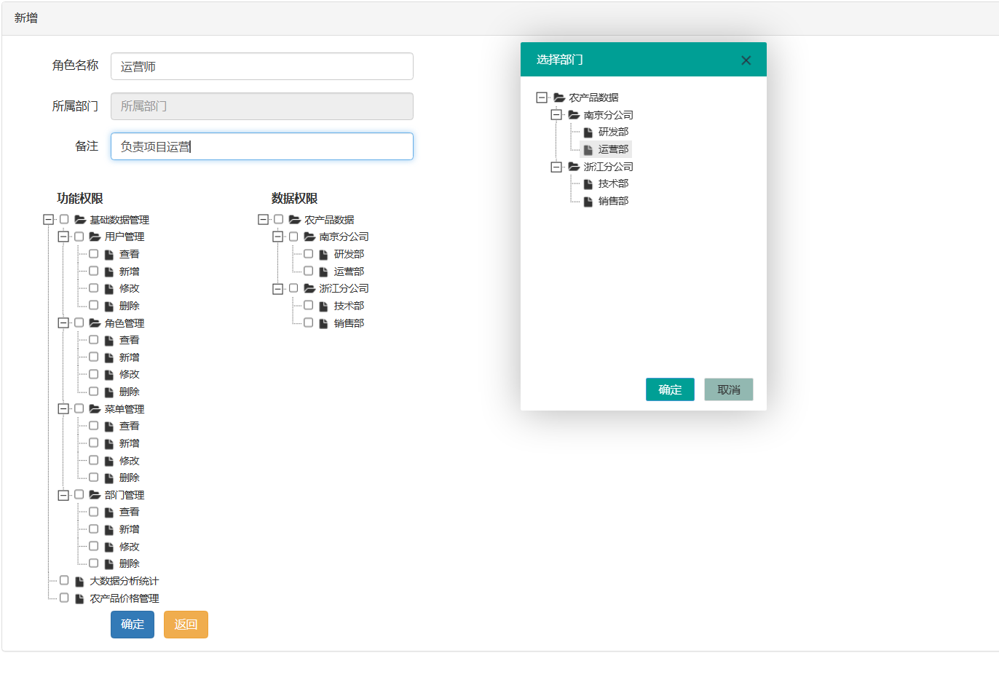 新增
角色名称 运营师
所属部门 所属部门
备注 负责项目运营
功能权限
基础数据管理
用户管理
查看
新增
修改
删除
角色管理
查看
新增
修改
删除
菜单管理
查看
新增
修改
删除
部门管理
查看
新增
修改
删除
大数据分析统计
农产品价格管理
数据权限
农产品数据
南京分公司
研发部
运营部
浙江分公司
技术部
销售部
确定 返回
选择部门
农产品数据
南京分公司
研发部
运营部
浙江分公司
技术部
销售部
确定 取消